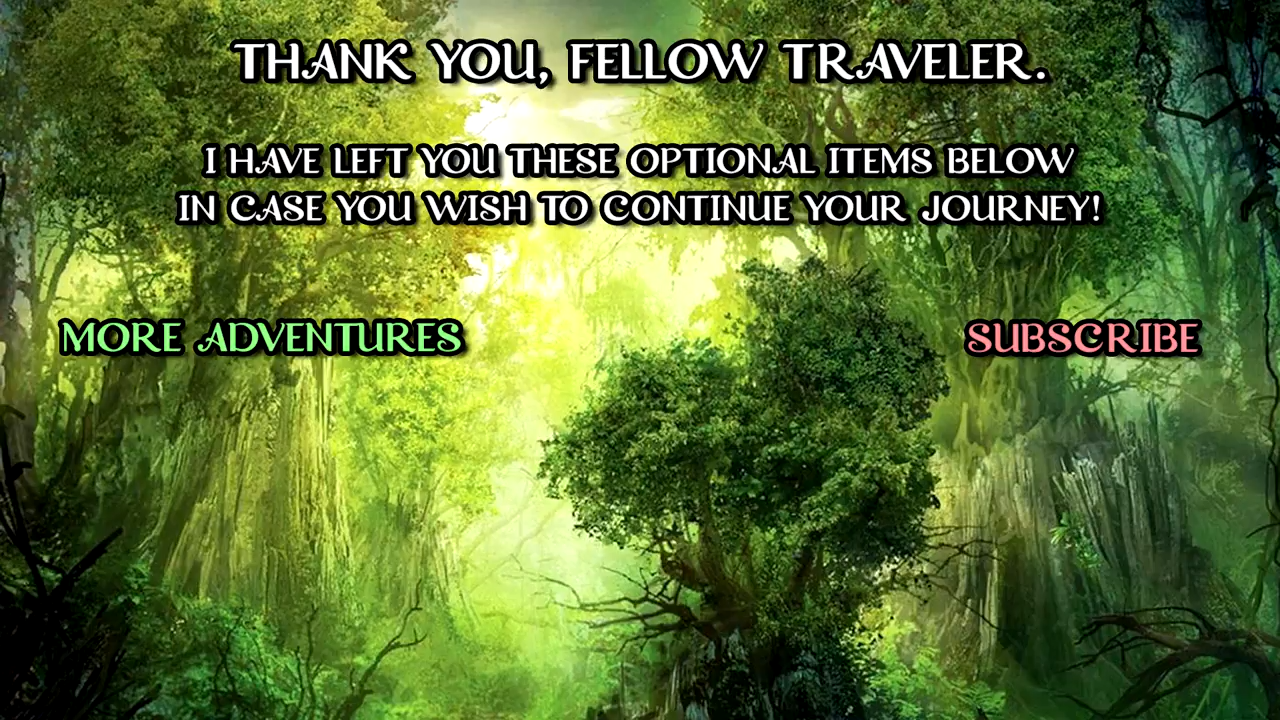 THANK YOU, FELLOW TRAVELER.
I HAVE LEFT YOU THESE OPTIONAL ITEMS BELOW
IN CASE YOU WISH TO CONTINUE YOUR JOURNEY!
MORE ADVENTURES
SUBSCRIBE